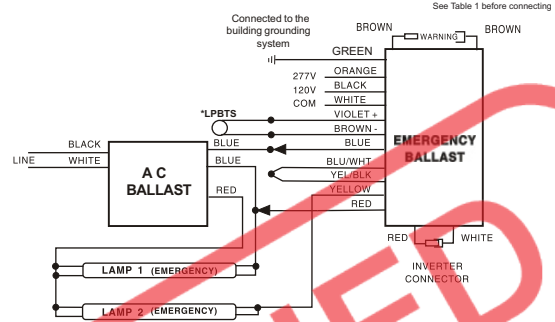 See Table 1 before connecting
Connected to the
building grounding
system
BROWN
WARNING
BROWN
GREEN
277V
ORANGE
120V
BLACK
COM
WHITE
*LPBTS
VIOLET +
BROWN -
BLACK
BLUE
BLUE
LINE
WHITE
BLUE
BLU/WHT
YEL/BLK
EMERGENCY
BALLAST
A C
BALLAST
RED
YELLOW
RED
RED
WHITE
INVERTER
CONNECTOR
LAMP 1 (EMERGENCY)
LAMP 2 (EMERGENCY)